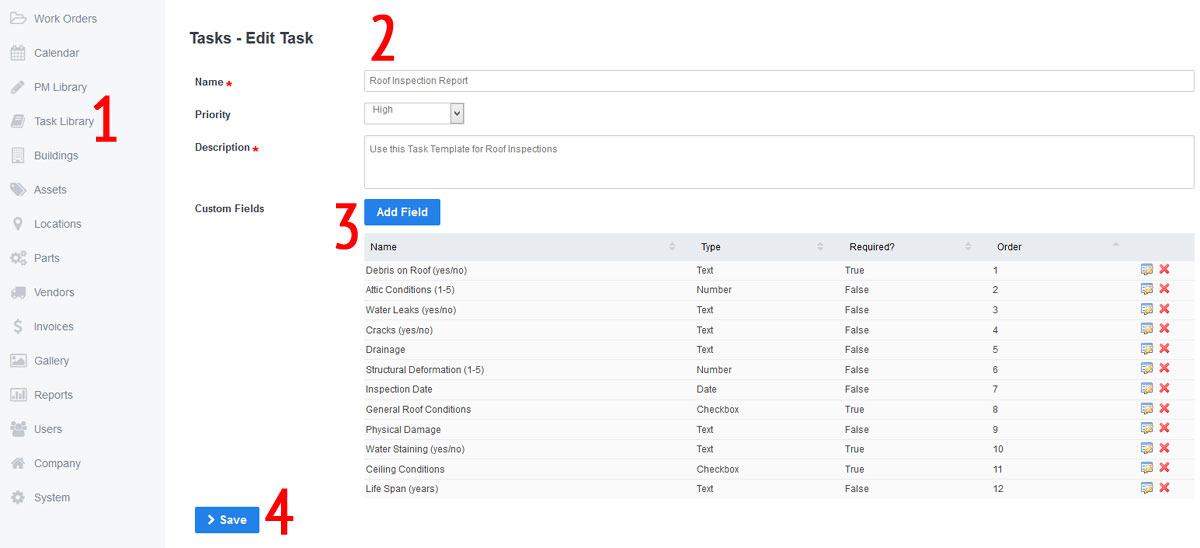 Work Orders
Calendar
PM Library
Task Library
Buildings
Assets
Locations
Parts
Vendors
Invoices
Gallery
Reports
Users
Company
System
1
Tasks - Edit Task
2
Name * Roof Inspection Report
Priority High
Description * Use this Task Template for Roof Inspections
Custom Fields Add Field
3
Name Type Required? Order
Debris on Roof (yes/no) Text True 1
Attic Conditions (1-5) Number False 2
Water Leaks (yes/no) Text False 3
Cracks (yes/no) Text False 4
Drainage Text False 5
Structural Deformation (1-5) Number False 6
Inspection Date Date False 7
General Roof Conditions Checkbox True 8
Physical Damage Text False 9
Water Staining (yes/no) Text True 10
Ceiling Conditions Checkbox True 11
Life Span (years) Text False 12
Save
4